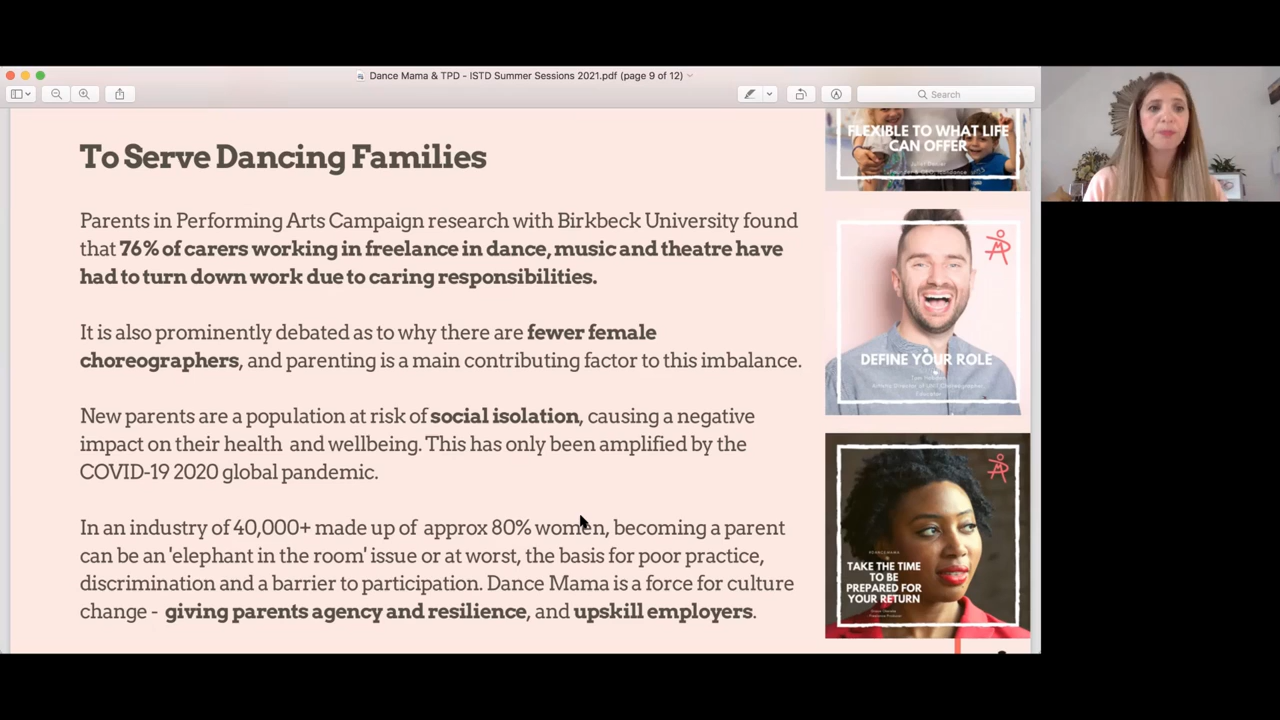 Dance Mama & TPD - ISTD Summer Sessions 2021.pdf (page 9 of 12)
Search
To Serve Dancing Families
Parents in Performing Arts Campaign research with Birkbeck University found
that 76% of carers working in freelance in dance, music and theatre have
had to turn down work due to caring responsibilities.
It is also prominently debated as to why there are fewer female
choreographers, and parenting is a main contributing factor to this imbalance.
New parents are a population at risk of social isolation, causing a negative
impact on their health and wellbeing. This has only been amplified by the
COVID-19 2020 global pandemic.
In an industry of 40,000+ made up of approx 80% women, becoming a parent
can be an 'elephant in the room' issue or at worst, the basis for poor practice,
discrimination and a barrier to participation. Dance Mama is a force for culture
change - giving parents agency and resilience, and upskill employers.
FLEXIBLE TO WHAT LIFE
CAN OFFER
DEFINE YOUR ROLE
#DANCEMAMA
TAKE THE TIME
TO BE
PREPARED FOR
YOUR RETURN